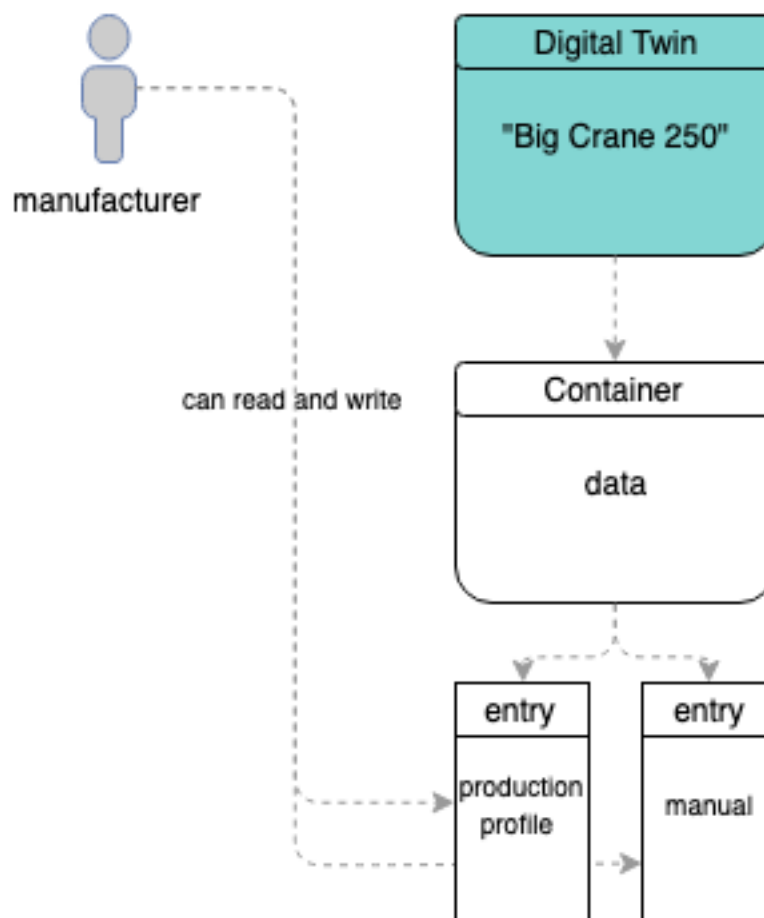 Digital Twin
"Big Crane 250"
manufacturer
Container
can read and write
data
entry
entry
production
profile
manual